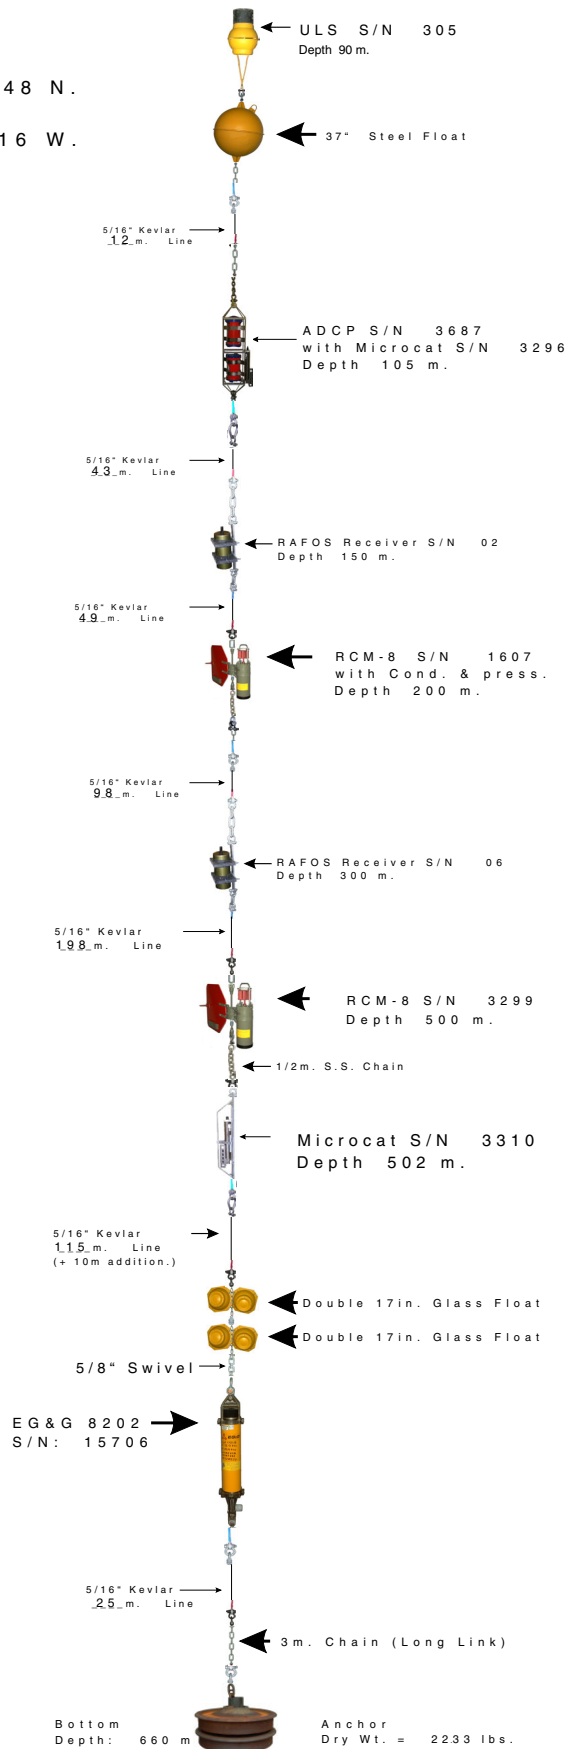 ULS S/N 305
Depth 90 m.
48 N.
16 W.
37" Steel Float
5/16" Kevlar
12 m. Line
ADCP S/N 3687
with Microcat S/N 3296
Depth 105 m.
5/16" Kevlar
43 m. Line
RAFOS Receiver S/N 02
Depth 150 m.
5/16" Kevlar
49 m. Line
RCM-8 S/N 1607
with Cond. & press.
Depth 200 m.
5/16" Kevlar
98 m. Line
RAFOS Receiver S/N 06
Depth 300 m.
5/16" Kevlar
198 m. Line
RCM-8 S/N 3299
Depth 500 m.
1/2m. S.S. Chain
Microcat S/N 3310
Depth 502 m.
5/16" Kevlar
115 m. Line
(+ 10m addition.)
Double 17in. Glass Float
Double 17in. Glass Float
5/8" Swivel
EG&G 8202
S/N: 15706
5/16" Kevlar
25 m. Line
3m. Chain (Long Link)
Bottom
Depth: 660 m
Anchor
Dry Wt. = 2233 lbs.